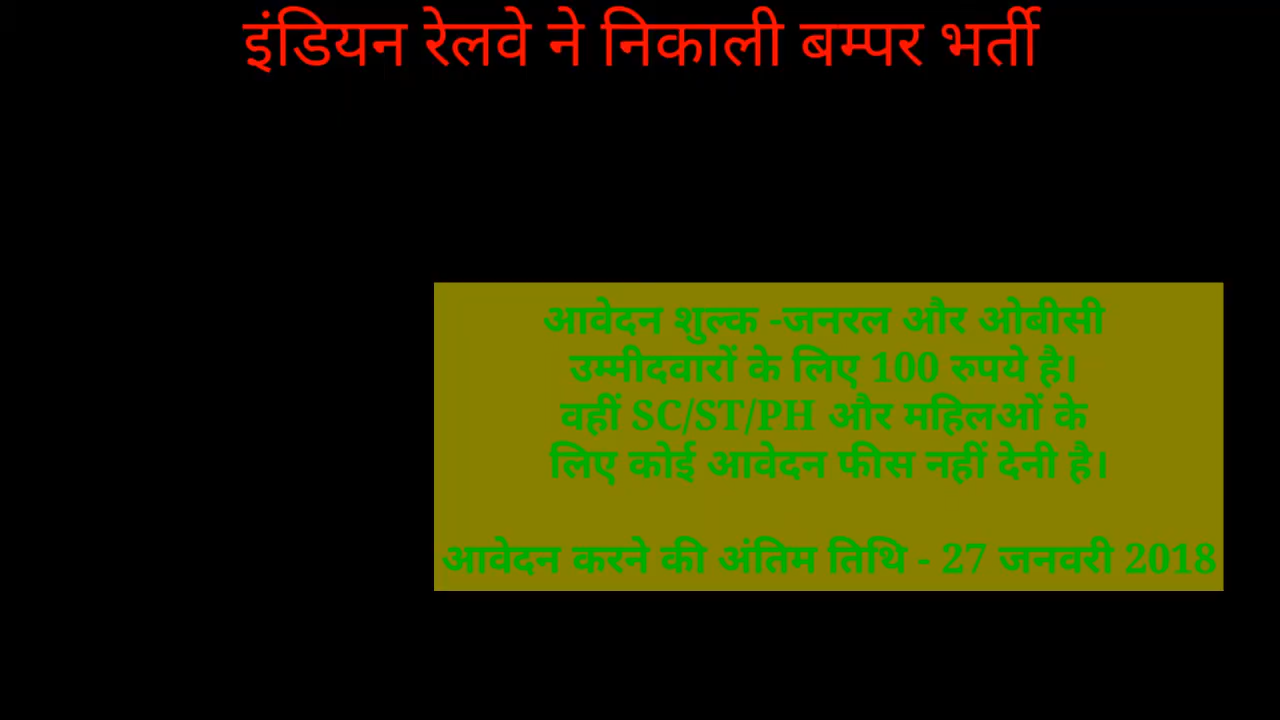 इंडियन रेलवे ने निकाली बम्पर भर्ती
आवेदन शुल्क -जनरल और ओबीसी
उम्मीदवारों के लिए 100 रुपये है।
वहीं SC/ST/PH और महिलओं के
लिए कोई आवेदन फीस नहीं देनी है।
आवेदन करने की अंतिम तिथि - 27 जनवरी 2018